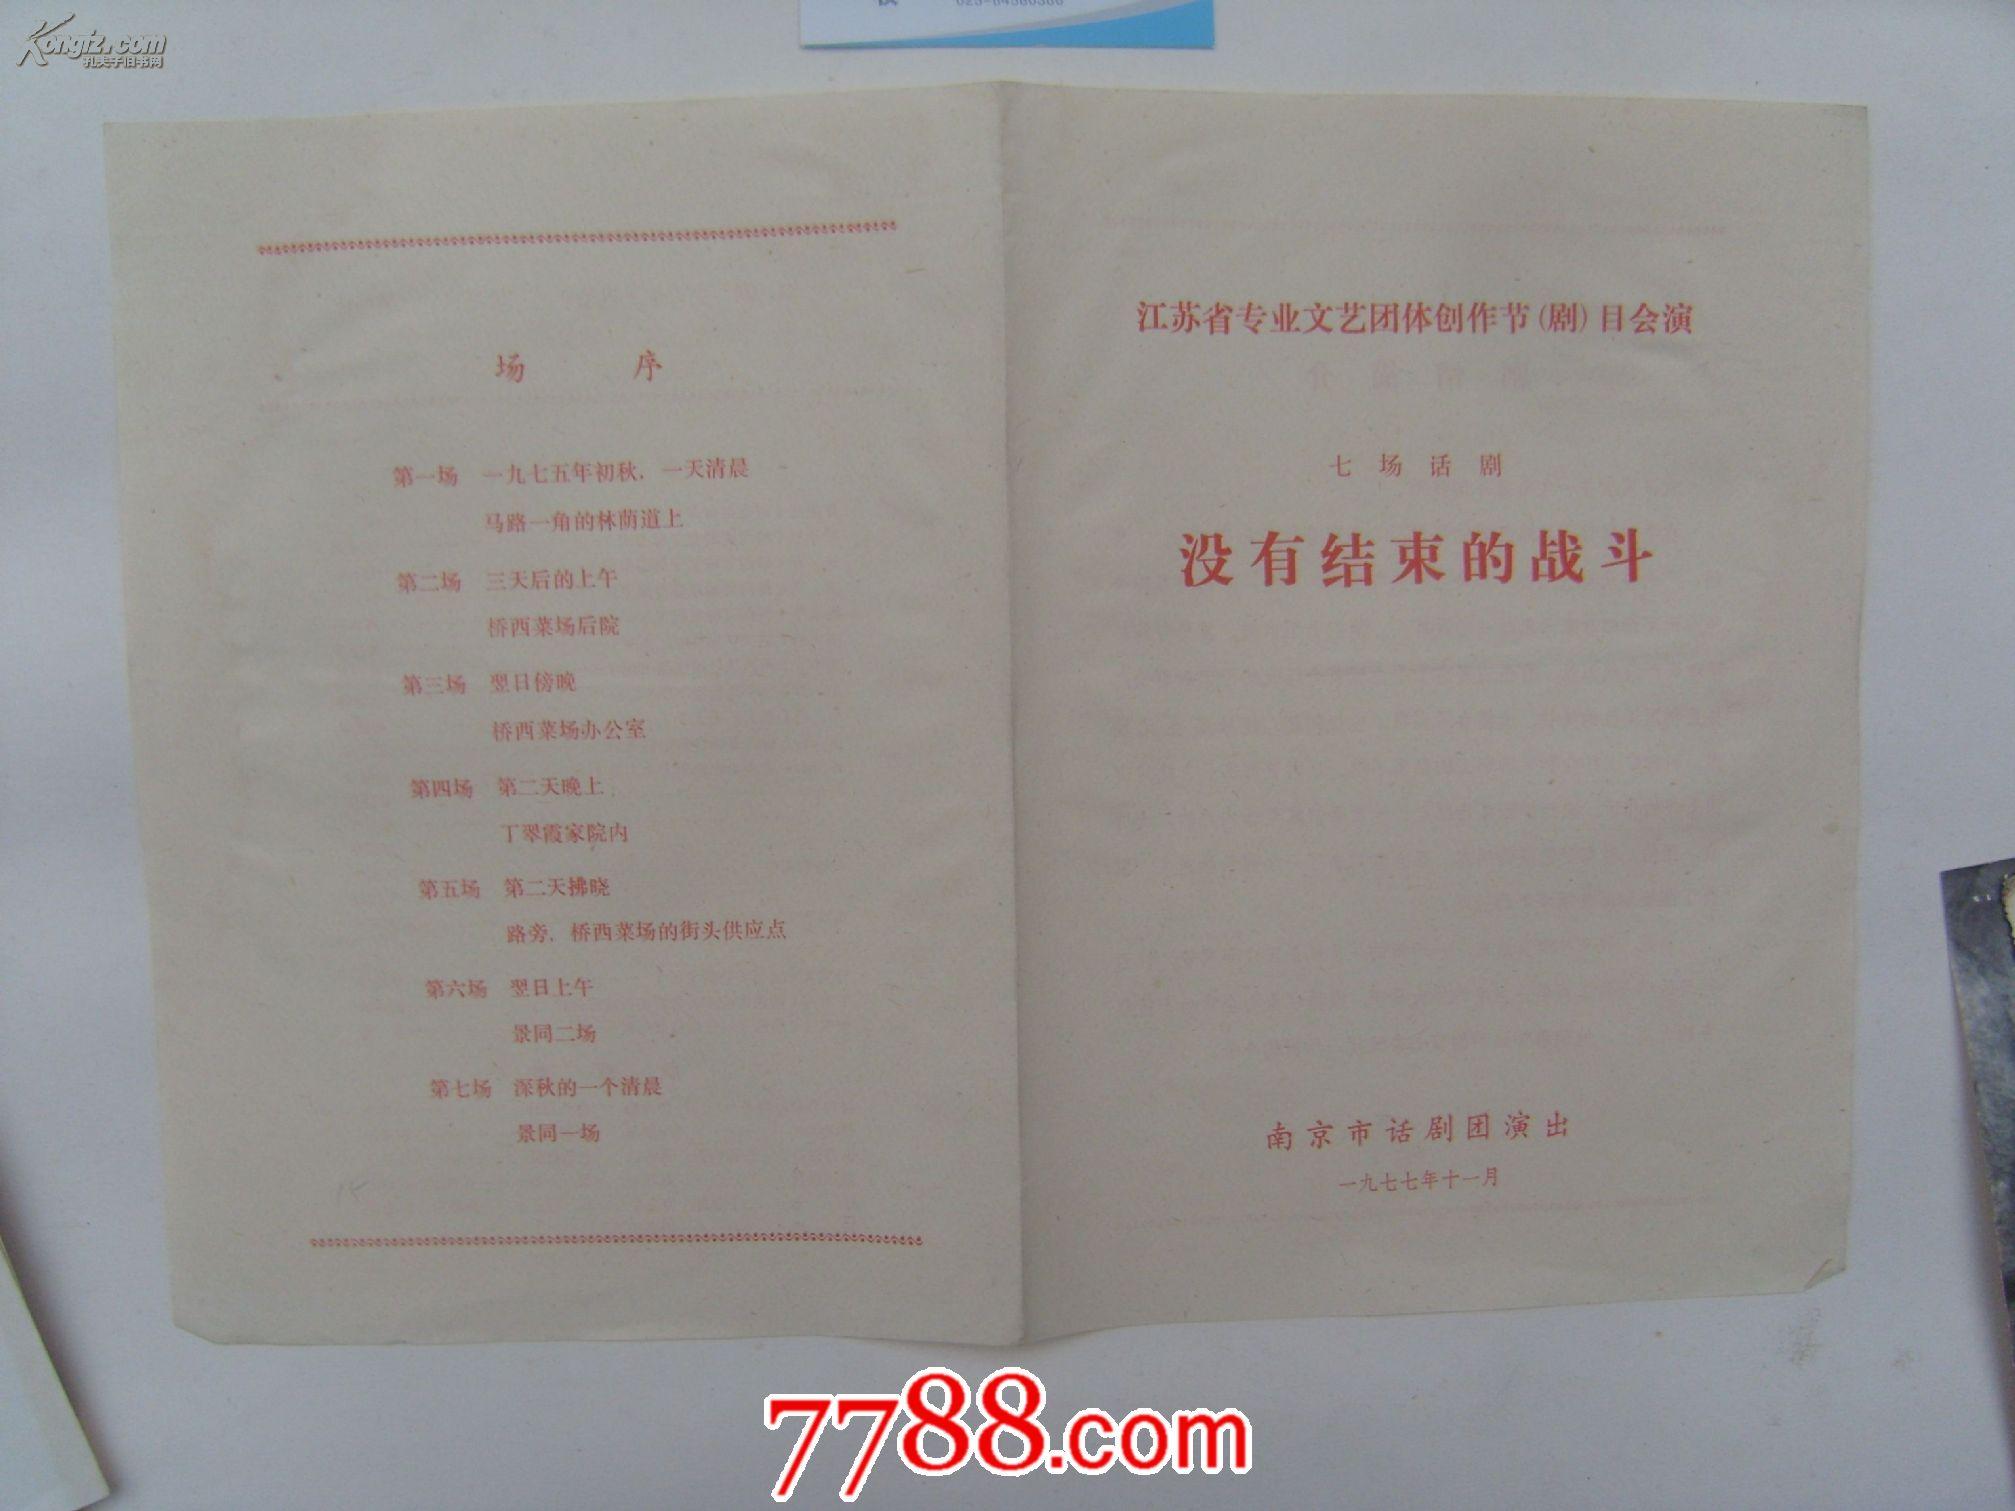 Kongfz.com
孔夫子旧书网
江苏省专业文艺团体创作节(剧)目会演
七场话剧
没有结束的战斗
南京市话剧团演出
一九七七年十一月
场 序
第一场 一九七五年初秋，一天清晨
马路一角的林荫道上
第二场 三天后的上午
桥西菜场后院
第三场 翌日傍晚
桥西菜场办公室
第四场 第二天晚上
丁翠霞家院内
第五场 第二天拂晓
路旁，桥西菜场的街头供应点
第六场 翌日上午
景同二场
第七场 深秋的一个清晨
景同一场
7788.com